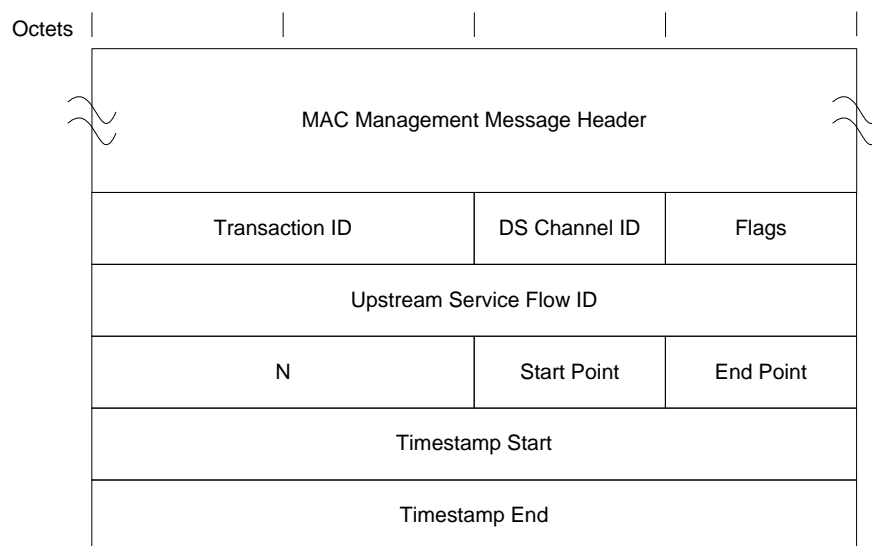 Octets
MAC Management Message Header
Transaction ID DS Channel ID Flags
Upstream Service Flow ID
N Start Point End Point
Timestamp Start
Timestamp End